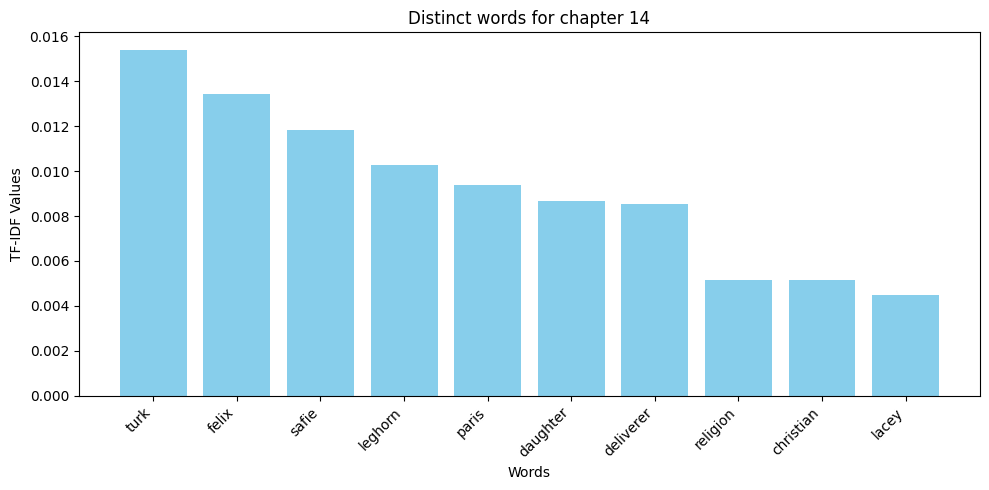 Distinct words for chapter 14
TF-IDF Values
0.016
0.014
0.012
0.010
0.008
0.006
0.004
0.002
0.000
turk
felix
safie
leghorn
paris
daughter
deliverer
religion
christian
lacey
Words